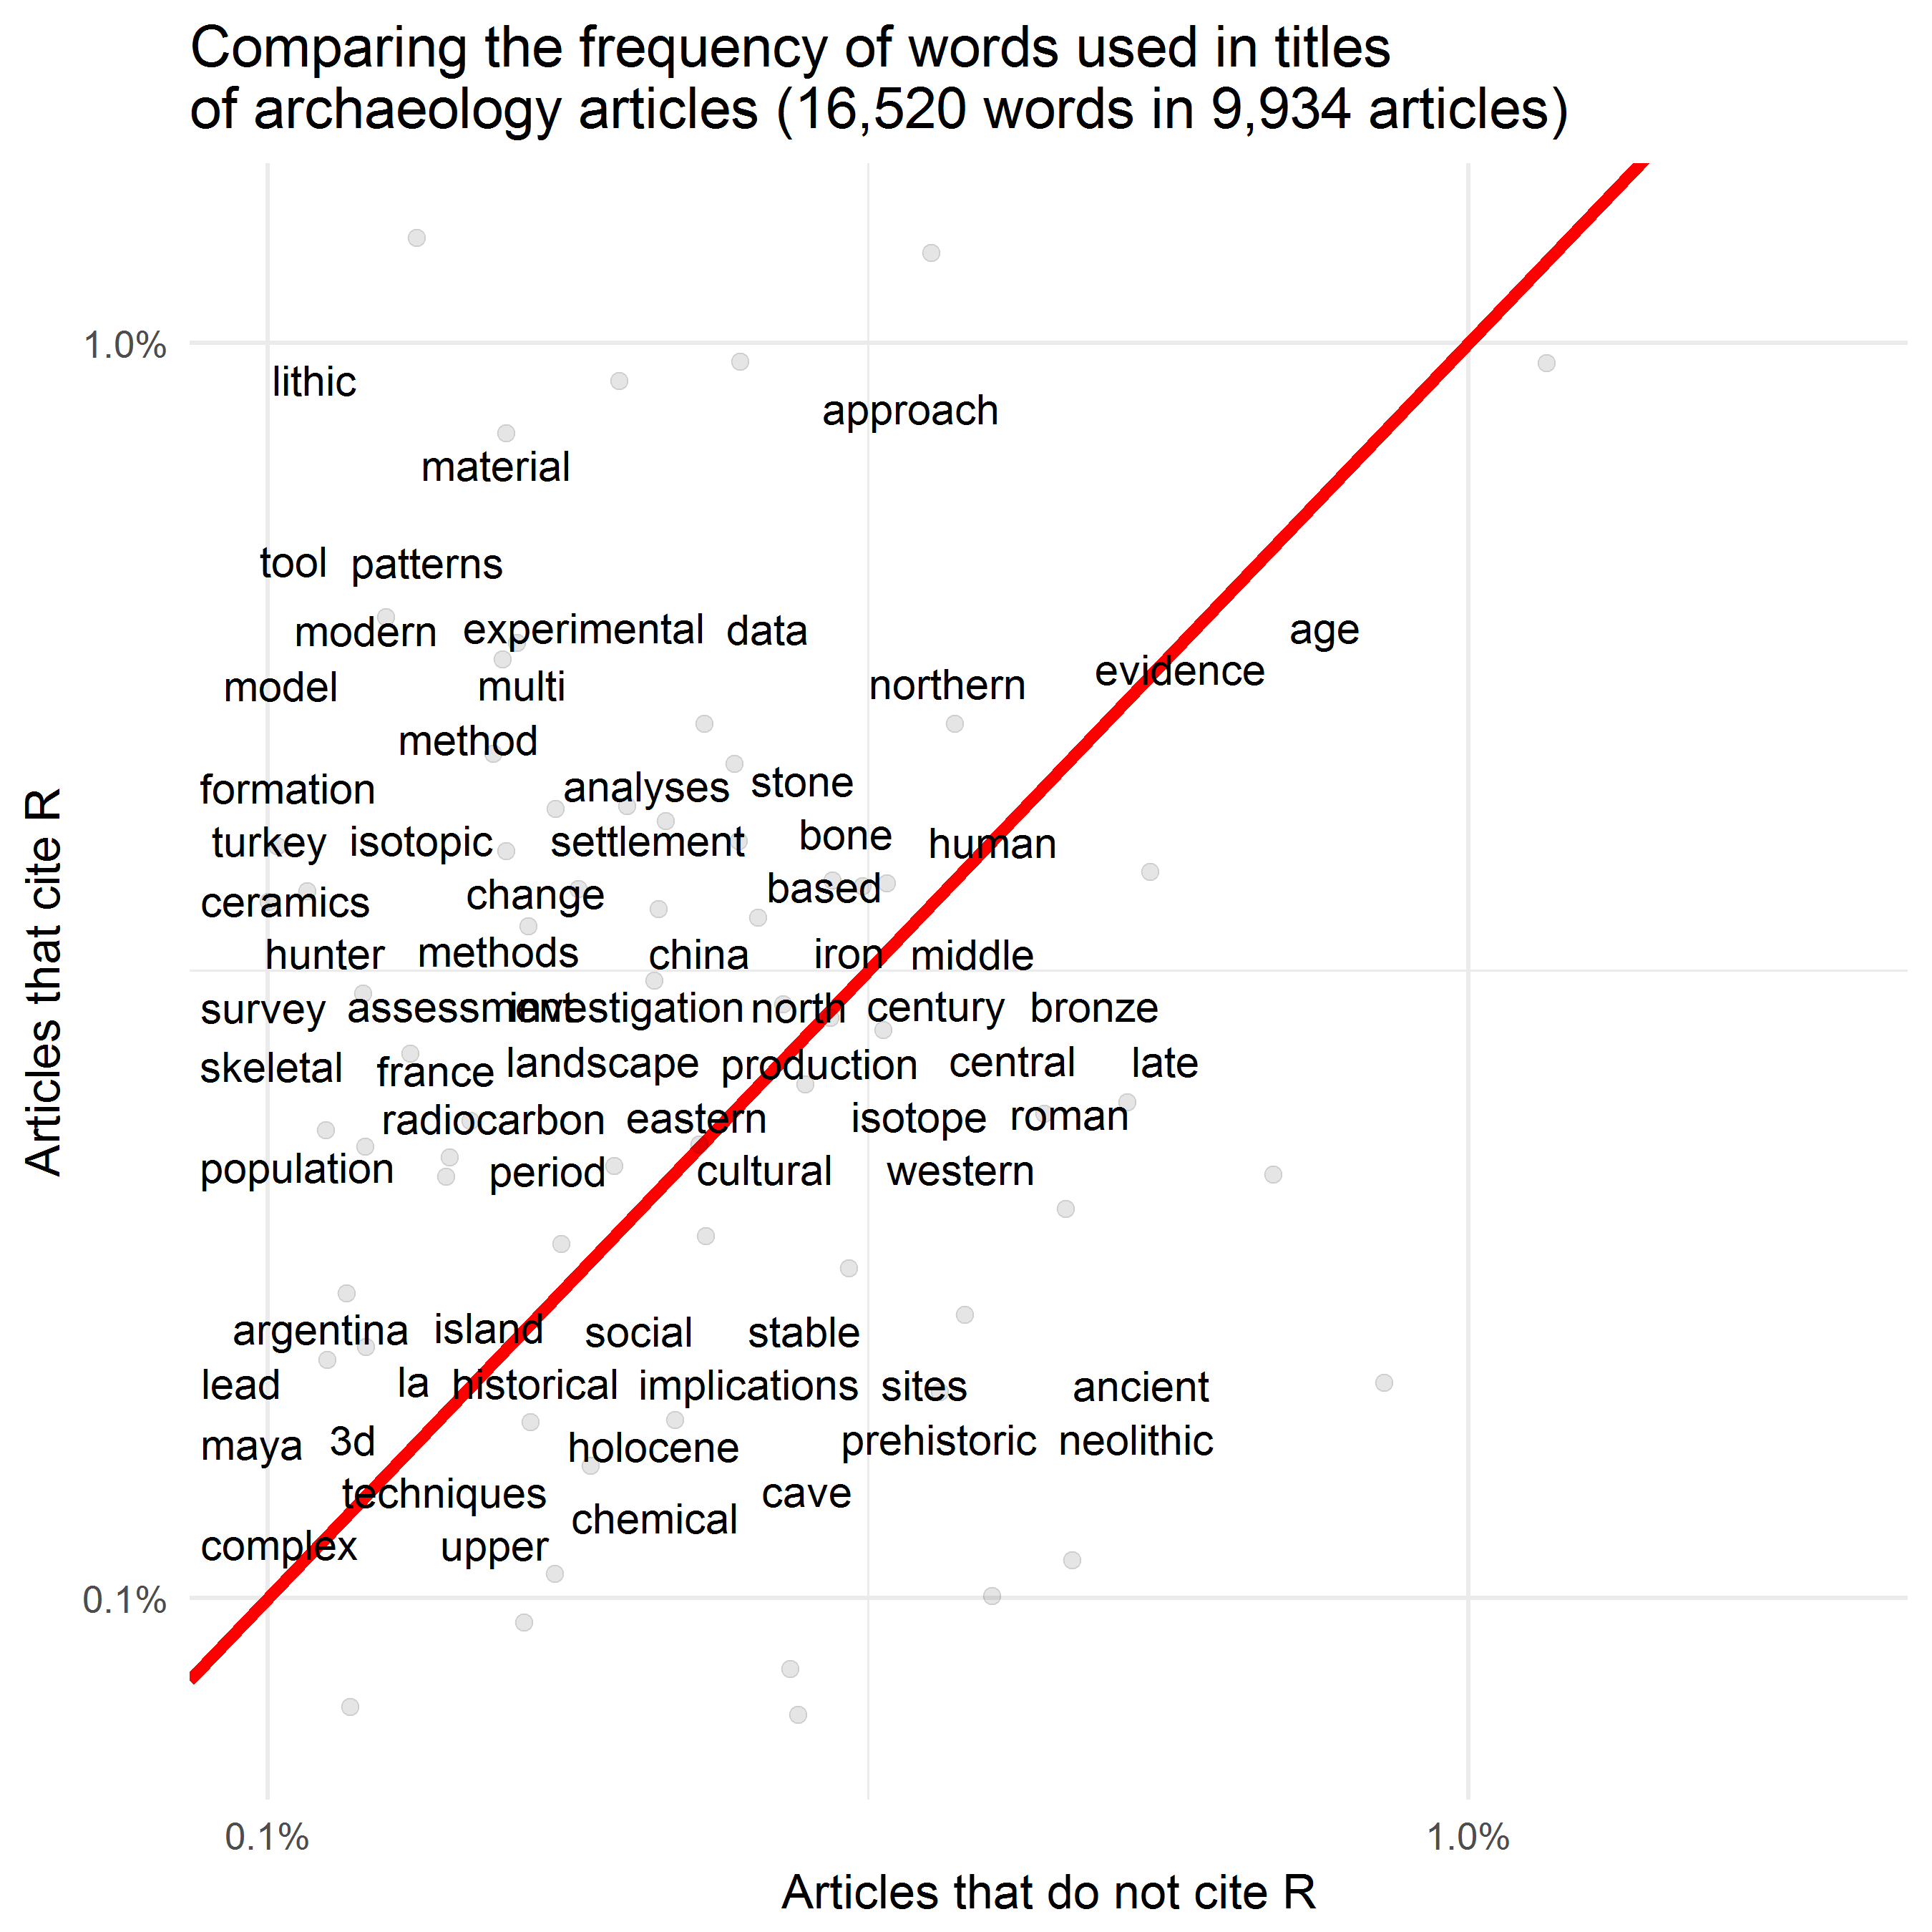 Comparing the frequency of words used in titles
of archaeology articles (16,520 words in 9,934 articles)
1.0%
lithic
approach
material
tool patterns
modern experimental data age
evidence
model multi northern
method
formation analyses stone
turkey isotopic settlement bone human
ceramics change based
hunter methods china iron middle
survey assessment investigation north century bronze
skeletal france landscape production central late
radiocarbon eastern isotope roman
population period cultural western
argentina island social stable
lead la historical implications sites ancient
maya 3d holocene prehistoric neolithic
techniques chemical cave
complex upper
0.1%
Articles that cite R
0.1% 1.0%
Articles that do not cite R